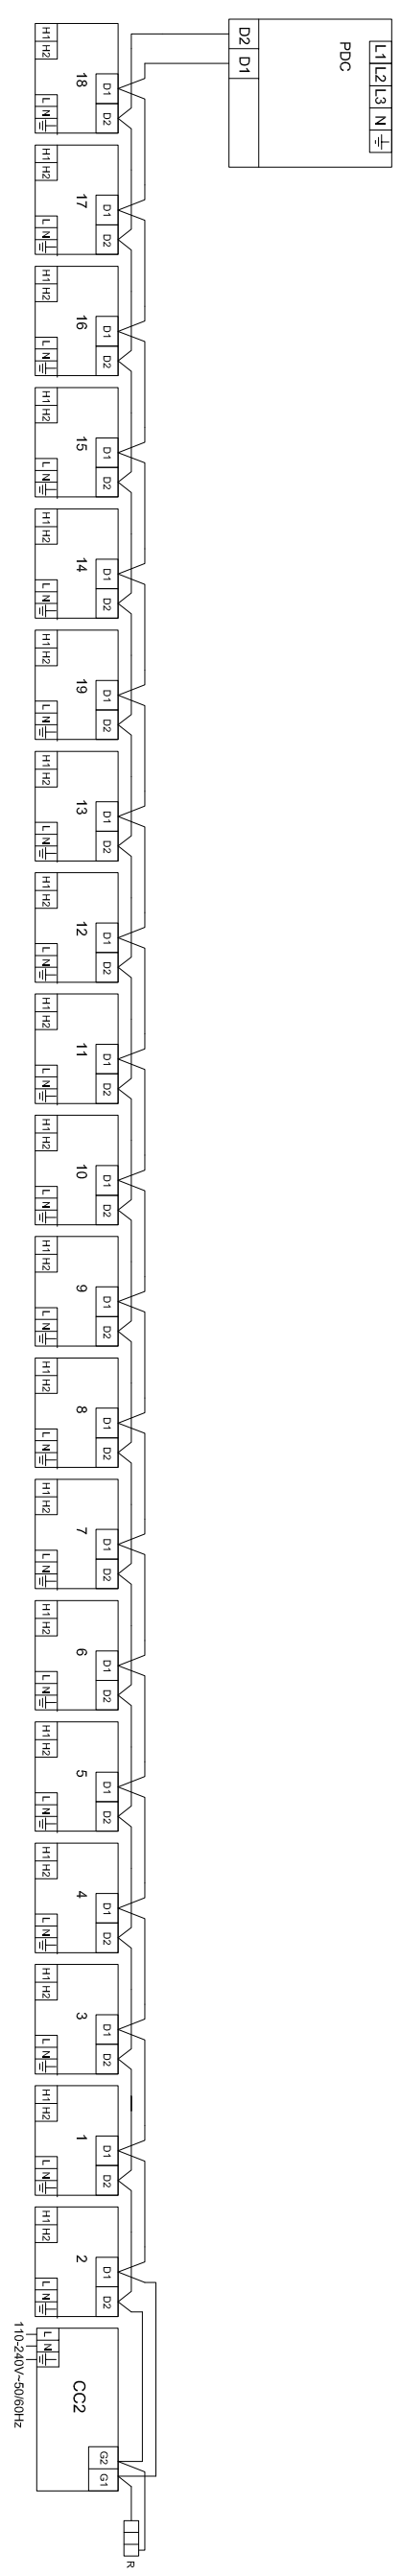 PDC
L1 L2 L3 N
D2 D1
H1 H2
18
D1 D2
L N
H1 H2
17
D1 D2
L N
H1 H2
16
D1 D2
L N
H1 H2
15
D1 D2
L N
H1 H2
14
D1 D2
L N
H1 H2
19
D1 D2
L N
H1 H2
13
D1 D2
L N
H1 H2
12
D1 D2
L N
H1 H2
11
D1 D2
L N
H1 H2
10
D1 D2
L N
H1 H2
9
D1 D2
L N
H1 H2
8
D1 D2
L N
H1 H2
7
D1 D2
L N
H1 H2
6
D1 D2
L N
H1 H2
5
D1 D2
L N
H1 H2
4
D1 D2
L N
H1 H2
3
D1 D2
L N
H1 H2
1
D1 D2
L N
H1 H2
2
D1 D2
L N
CC2
L N
110-240V~50/60Hz
G2 G1
R